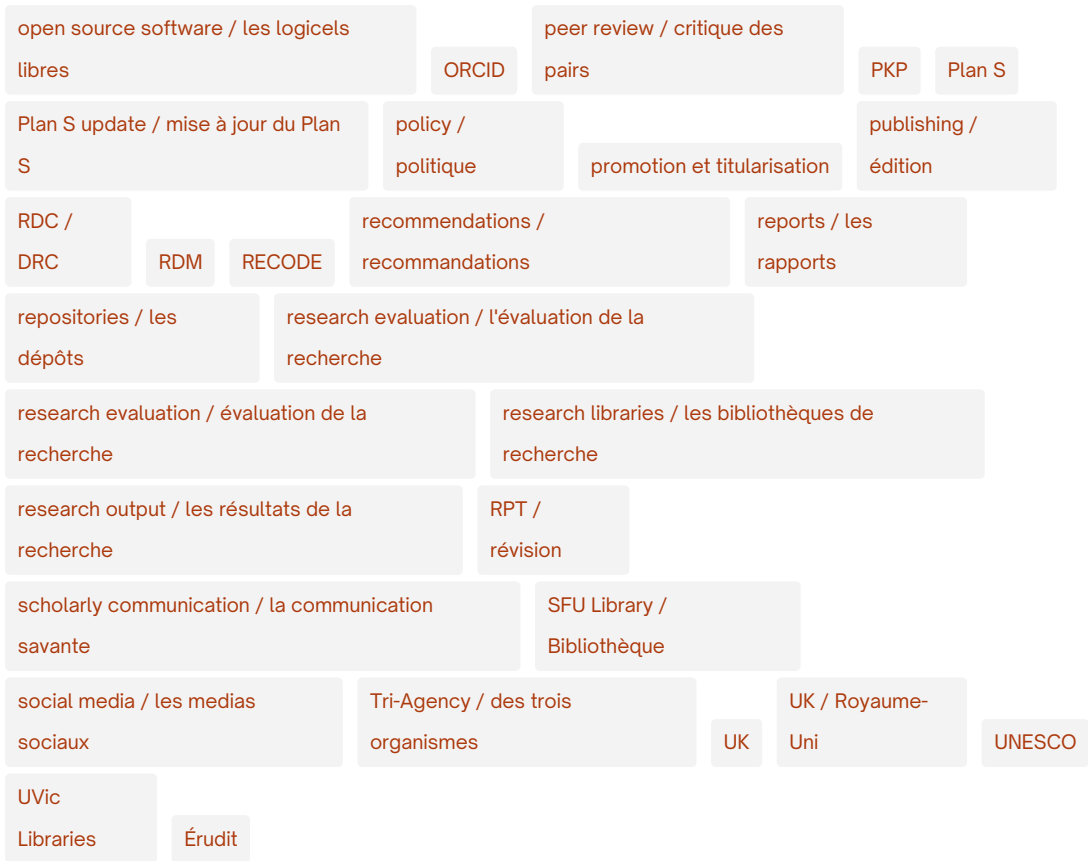 open source software / les logicels
libres
ORCID
peer review / critique des
pairs
PKP
Plan S
Plan S update / mise à jour du Plan
S
policy /
politique
promotion et titularisation
publishing /
édition
RDC /
DRC
RDM
RECODE
recommendations /
recommandations
reports / les
rapports
repositories / les
dépôts
research evaluation / l'évaluation de la
recherche
research evaluation / évaluation de la
recherche
research libraries / les bibliothèques de
recherche
research output / les résultats de la
recherche
RPT /
révision
scholarly communication / la communication
savante
SFU Library /
Bibliothèque
social media / les medias
sociaux
Tri-Agency / des trois
organismes
UK
UK / Royaume-
Uni
UNESCO
UVic
Libraries
Érudit